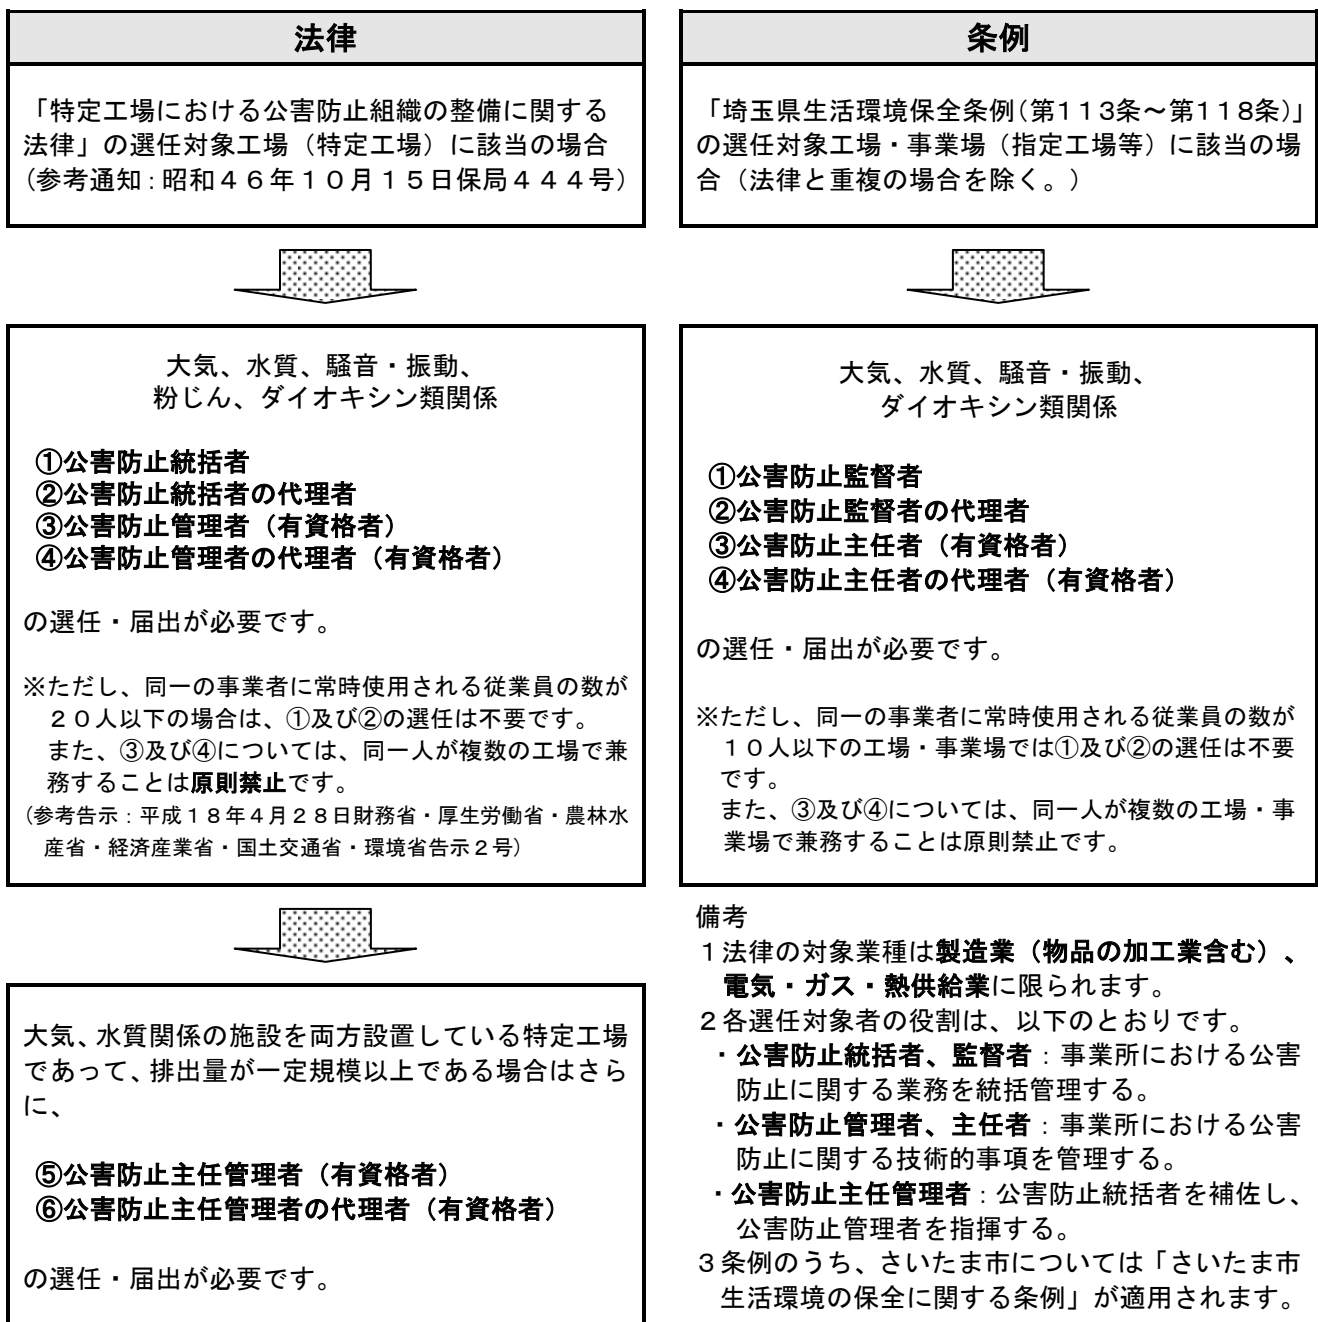 法律
「特定工場における公害防止組織の整備に関する
法律」の選任対象工場（特定工場）に該当の場合
（参考通知：昭和４６年１０月１５日保局４４４号）
大気、水質、騒音・振動、
粉じん、ダイオキシン類関係
①公害防止統括者
②公害防止統括者の代理者
③公害防止管理者（有資格者）
④公害防止管理者の代理者（有資格者）
の選任・届出が必要です。
※ただし、同一の事業者に常時使用される従業員の数が
２０人以下の場合は、①及び②の選任は不要です。
また、③及び④については、同一人が複数の工場で兼
務することは原則禁止です。
（参考告示：平成１８年４月２８日財務省・厚生労働省・農林水
産省・経済産業省・国土交通省・環境省告示２号）
大気、水質関係の施設を両方設置している特定工場
であって、排出量が一定規模以上である場合はさら
に、
⑤公害防止主任管理者（有資格者）
⑥公害防止主任管理者の代理者（有資格者）
の選任・届出が必要です。
条例
「埼玉県生活環境保全条例（第１１３条～第１１８条）」
の選任対象工場・事業場（指定工場等）に該当の場
合（法律と重複の場合を除く。）
大気、水質、騒音・振動、
ダイオキシン類関係
①公害防止監督者
②公害防止監督者の代理者
③公害防止主任者（有資格者）
④公害防止主任者の代理者（有資格者）
の選任・届出が必要です。
※ただし、同一の事業者に常時使用される従業員の数が
１０人以下の工場・事業場では①及び②の選任は不要
です。
また、③及び④については、同一人が複数の工場・事
業場で兼務することは原則禁止です。
備考
１法律の対象業種は製造業（物品の加工業含む）、
電気・ガス・熱供給業に限られます。
２各選任対象者の役割は、以下のとおりです。
・公害防止統括者、監督者：事業所における公害
防止に関する業務を統括管理する。
・公害防止管理者、主任者：事業所における公害
防止に関する技術的事項を管理する。
・公害防止主任管理者：公害防止統括者を補佐し、
公害防止管理者を指揮する。
３条例のうち、さいたま市については「さいたま市
生活環境の保全に関する条例」が適用されます。